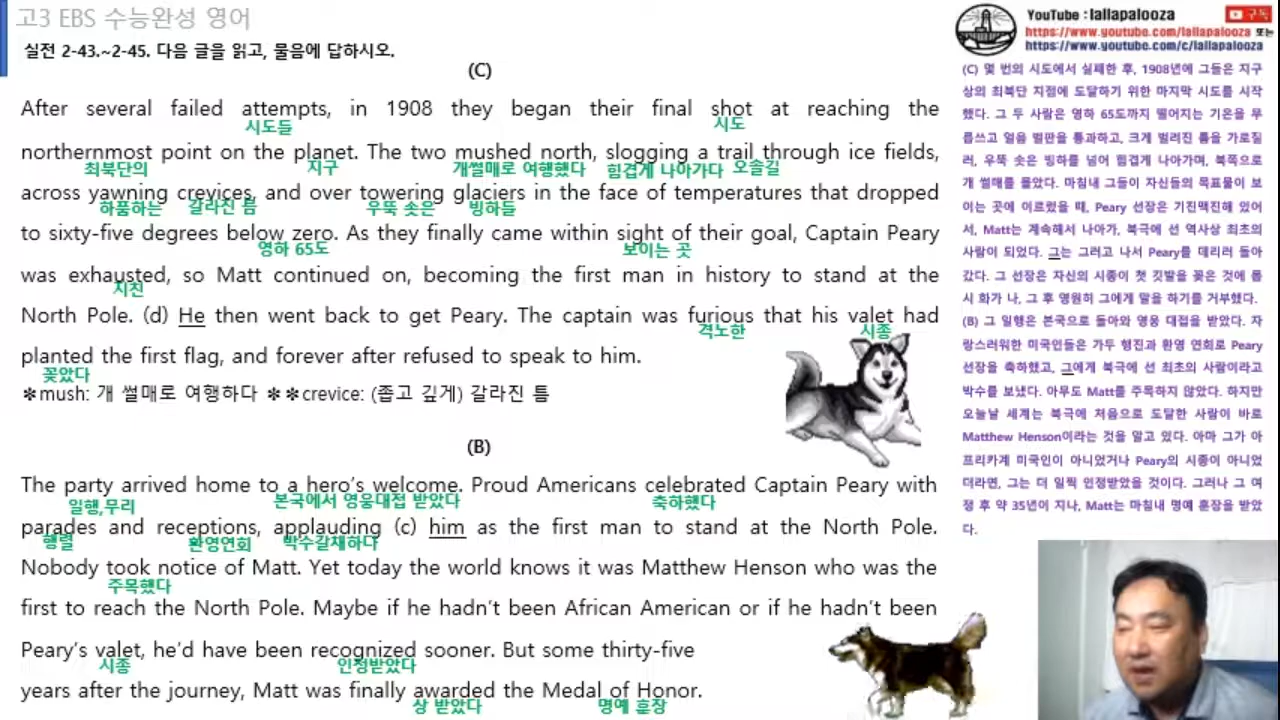 고3 EBS 수능완성 영어
실전 2-43.~2-45. 다음 글을 읽고, 물음에 답하시오.
(C)
After several failed attempts, in 1908 they began their final shot at reaching the
시도들 시도
northernmost point on the planet. The two mushed north, slogging a trail through ice fields,
최북단의 지구 개썰매로 여행했다 힘겹게 나아가다 오솔길
across yawning crevices, and over towering glaciers in the face of temperatures that dropped
하품하는 갈라진 틈 우뚝 솟은 빙하들
to sixty-five degrees below zero. As they finally came within sight of their goal, Captain Peary
영하 65도 보이는 곳
was exhausted, so Matt continued on, becoming the first man in history to stand at the
지친
North Pole. (d) He then went back to get Peary. The captain was furious that his valet had
격노한 시종
planted the first flag, and forever after refused to speak to him.
꽂았다
✻mush: 개 썰매로 여행하다 ✻✻crevice: (좁고 깊게) 갈라진 틈
(B)
The party arrived home to a hero's welcome. Proud Americans celebrated Captain Peary with
일행,무리 본국에서 영웅대접 받았다 축하했다
parades and receptions, applauding (c) him as the first man to stand at the North Pole.
행렬 환영연회 박수갈채하다
Nobody took notice of Matt. Yet today the world knows it was Matthew Henson who was the
주목했다
first to reach the North Pole. Maybe if he hadn't been African American or if he hadn't been
Peary's valet, he'd have been recognized sooner. But some thirty-five
시종 인정받았다
years after the journey, Matt was finally awarded the Medal of Honor.
상 받았다 명예 훈장
YouTube : lallapalooza
구독
https://www.youtube.com/lallapalooza 또는
https://www.youtube.com/c/lallapalooza
(C) 몇 번의 시도에서 실패한 후, 1908년에 그들은 지구
상의 최북단 지점에 도달하기 위한 마지막 시도를 시작
했다. 그 두 사람은 영하 65도까지 떨어지는 기온을 무
릅쓰고 얼음 벌판을 통과하고, 크게 벌려진 틈을 가로질
러, 우뚝 솟은 빙하를 넘어 힘겹게 나아가며, 북쪽으로
개 썰매를 몰았다. 마침내 그들이 자신들의 목표물이 보
이는 곳에 이르렀을 때, Peary 선장은 기진맥진해 있어
서, Matt는 계속해서 나아가, 북극에 선 역사상 최초의
사람이 되었다. 그는 그러고 나서 Peary를 데리러 돌아
갔다. 그 선장은 자신의 시종이 첫 깃발을 꽂은 것에 몹
시 화가 나, 그 후 영원히 그에게 말을 하기를 거부했다.
(B) 그 일행은 본국으로 돌아와 영웅 대접을 받았다. 자
랑스러워한 미국인들은 가두 행진과 환영 연회로 Peary
선장을 축하했고, 그에게 북극에 선 최초의 사람이라고
박수를 보냈다. 아무도 Matt를 주목하지 않았다. 하지만
오늘날 세계는 북극에 처음으로 도달한 사람이 바로
Matthew Henson이라는 것을 알고 있다. 아마 그가 아
프리카계 미국인이 아니었거나 Peary의 시종이 아니었
더라면, 그는 더 일찍 인정받았을 것이다. 그러나 그 여
정 후 약 35년이 지나, Matt는 마침내 명예 훈장을 받았
다.